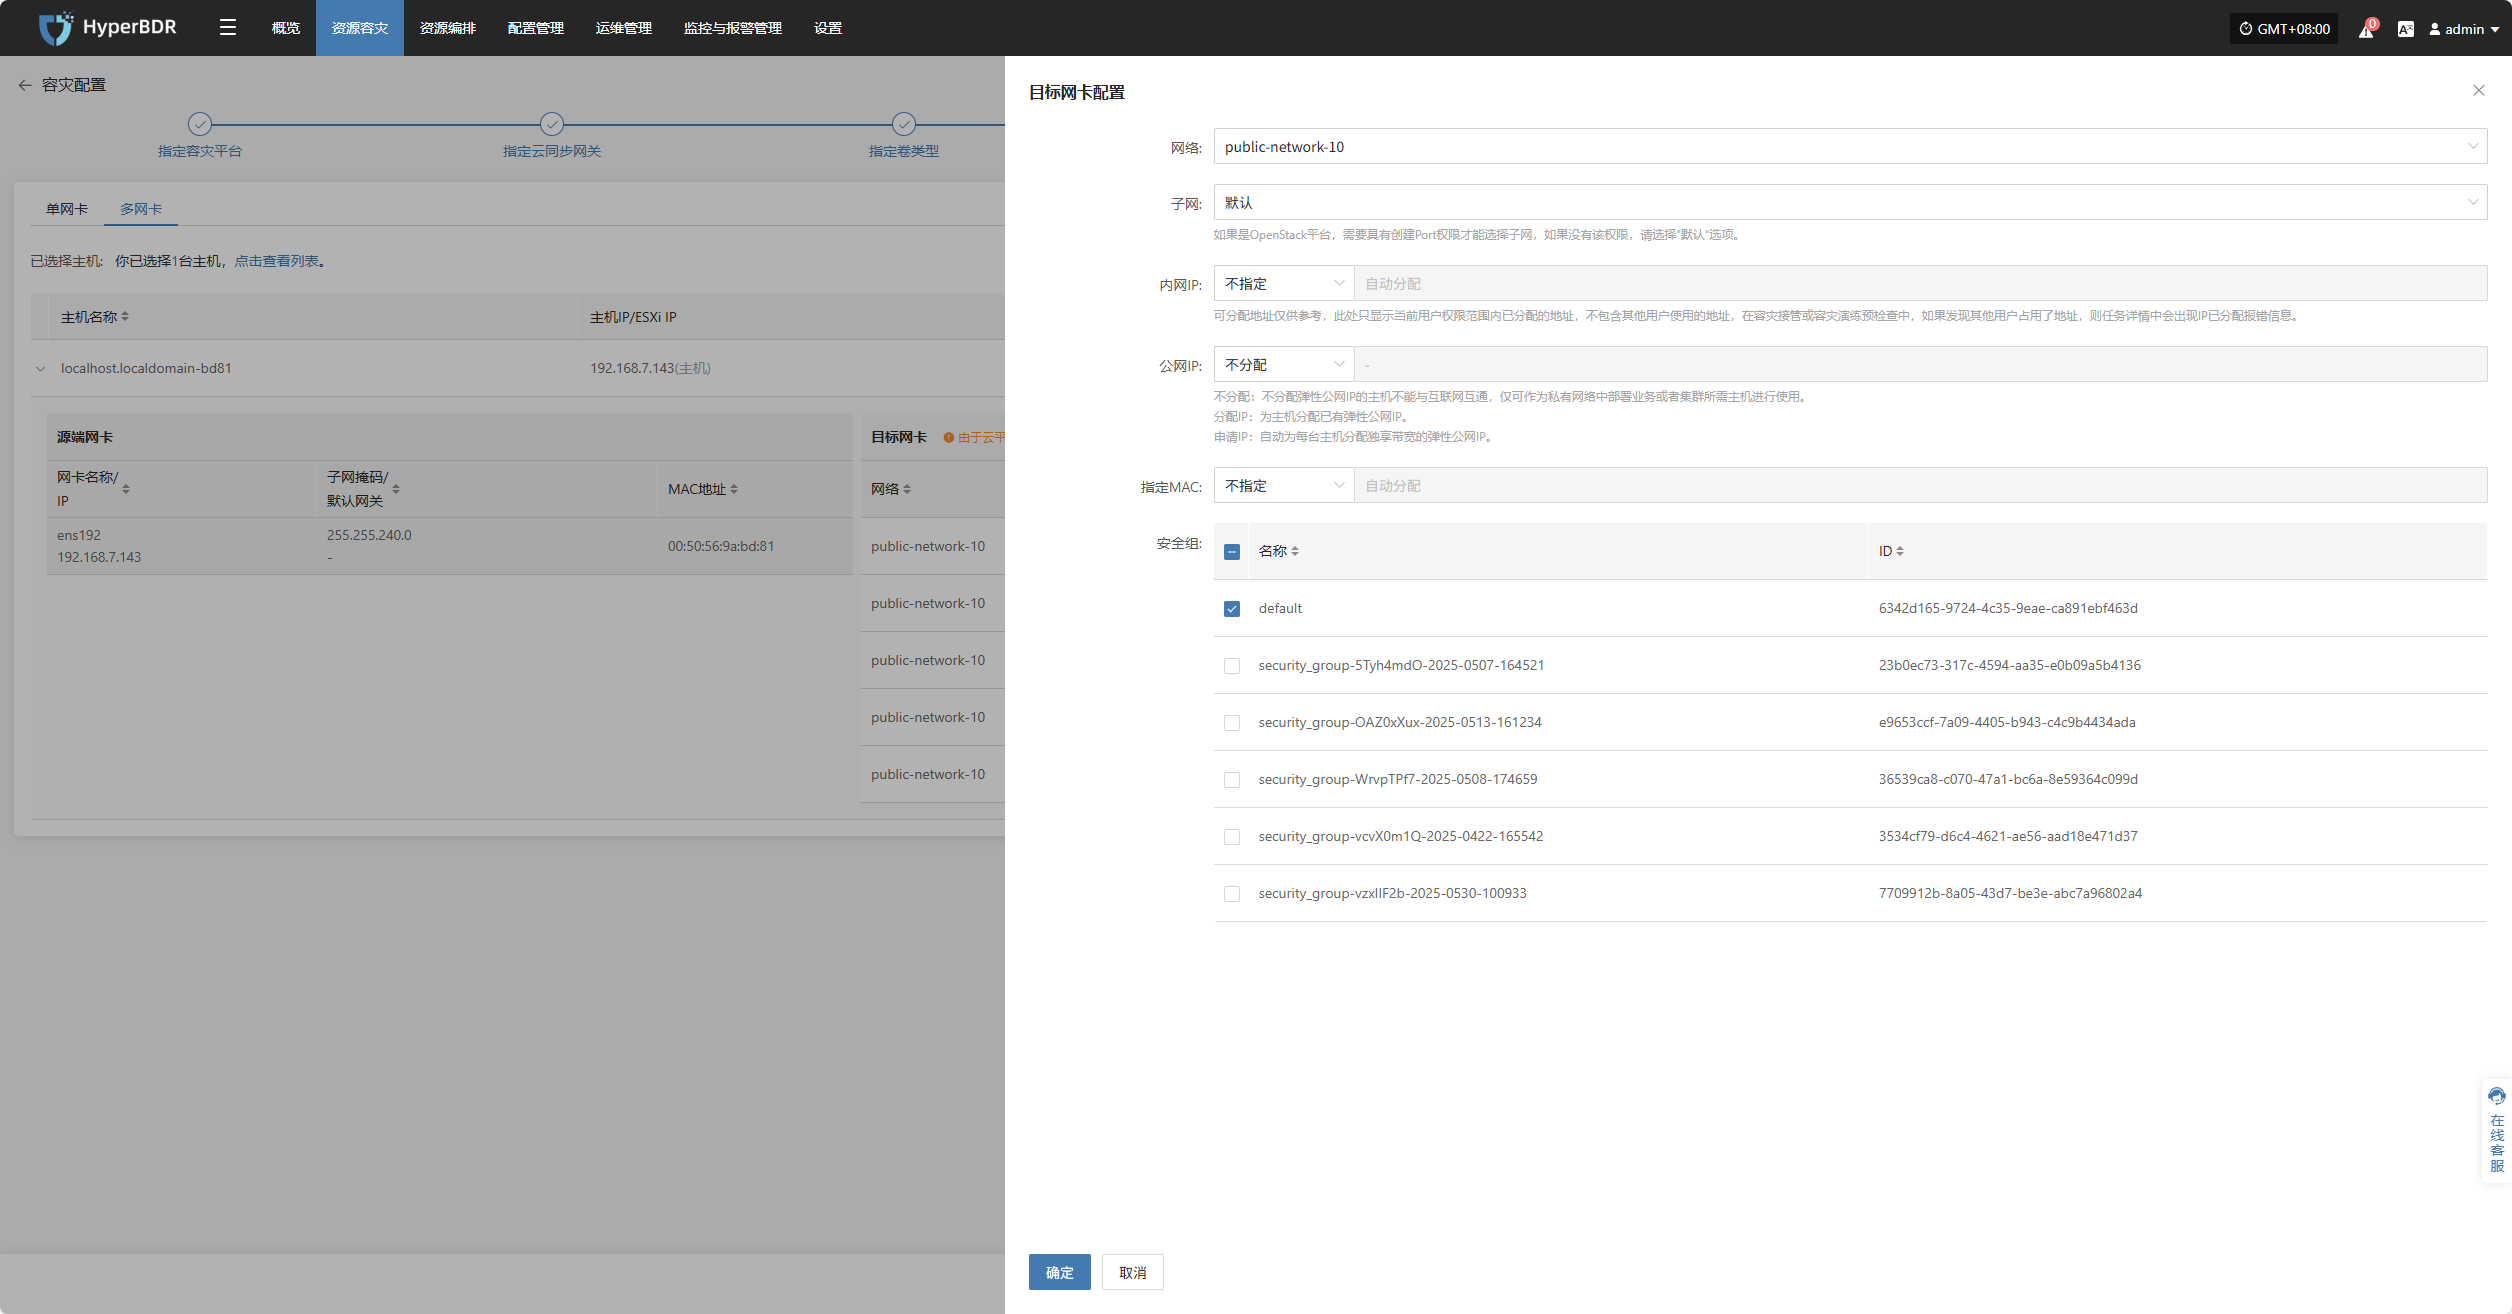 HyperBDR
概览 资源容灾 资源编排 配置管理 运维管理 监控与报警管理 设置
GMT+08:00 0 admin
容灾配置
指定容灾平台 指定云同步网关 指定卷类型
单网卡 多网卡
已选择主机: 你已选择1台主机，点击查看列表。
主机名称 主机IP/ESXi IP
localhost.localdomain-bd81 192.168.7.143(主机)
源端网卡
网卡名称/
IP
子网掩码/
默认网关
MAC地址
ens192
192.168.7.143
255.255.240.0
-
00:50:56:9a:bd:81
目标网卡 由于云平
网络
public-network-10
public-network-10
public-network-10
public-network-10
public-network-10
目标网卡配置
网络: public-network-10
子网: 默认
如果是OpenStack平台，需要具有创建Port权限才能选择子网，如果没有该权限，请选择"默认"选项。
内网IP: 不指定 自动分配
可分配地址仅供参考，此处只显示当前用户权限范围内已分配的地址，不包含其他用户使用的地址，在容灾接管或容灾演练预检查中，如果发现其他用户占用了地址，则任务详情中会出现IP已分配报错信息。
公网IP: 不分配 -
不分配：不分配弹性公网IP的主机不能与互联网互通，仅可作为私有网络中部署业务或者集群所需主机进行使用。
分配IP：为主机分配已有弹性公网IP。
申请IP：自动为每台主机分配独享带宽的弹性公网IP。
指定MAC: 不指定 自动分配
安全组: 名称 ID
default 6342d165-9724-4c35-9eae-ca891ebf463d
security_group-5Tyh4mdO-2025-0507-164521 23b0ec73-317c-4594-aa35-e0b09a5b4136
security_group-OAZ0xXux-2025-0513-161234 e9653ccf-7a09-4405-b943-c4c9b4434ada
security_group-WrvpTPf7-2025-0508-174659 36539ca8-c070-47a1-bc6a-8e59364c099d
security_group-vcvX0m1Q-2025-0422-165542 3534cf79-d6c4-4621-ae56-aad18e471d37
security_group-vzxIIF2b-2025-0530-100933 7709912b-8a05-43d7-be3e-abc7a96802a4
在线客服
确定 取消